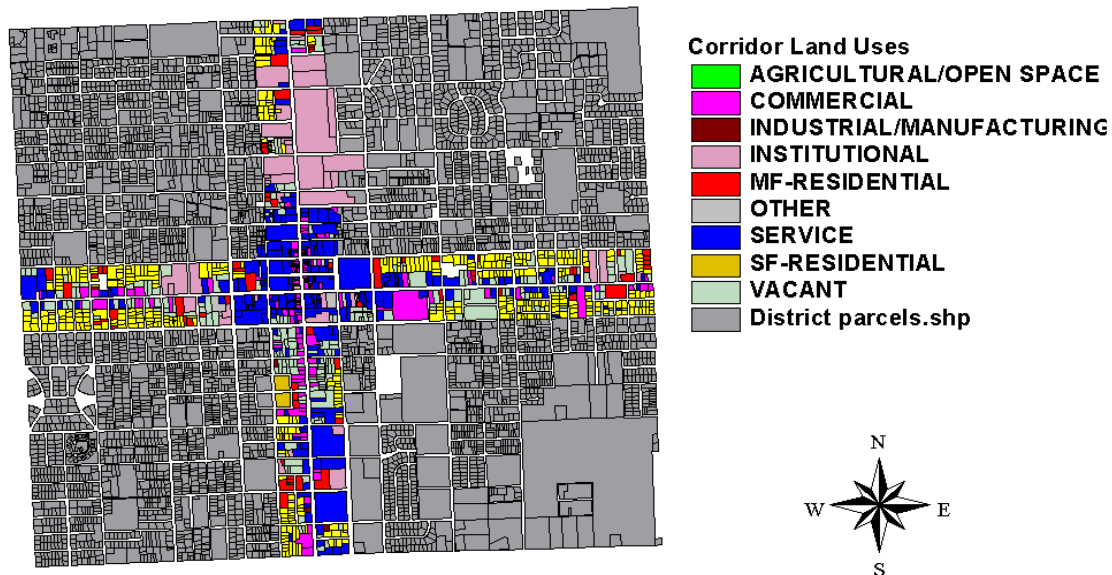 Corridor Land Uses
AGRICULTURAL/OPEN SPACE
COMMERCIAL
INDUSTRIAL/MANUFACTURING
INSTITUTIONAL
MF-RESIDENTIAL
OTHER
SERVICE
SF-RESIDENTIAL
VACANT
District parcels.shp
N
W E
S